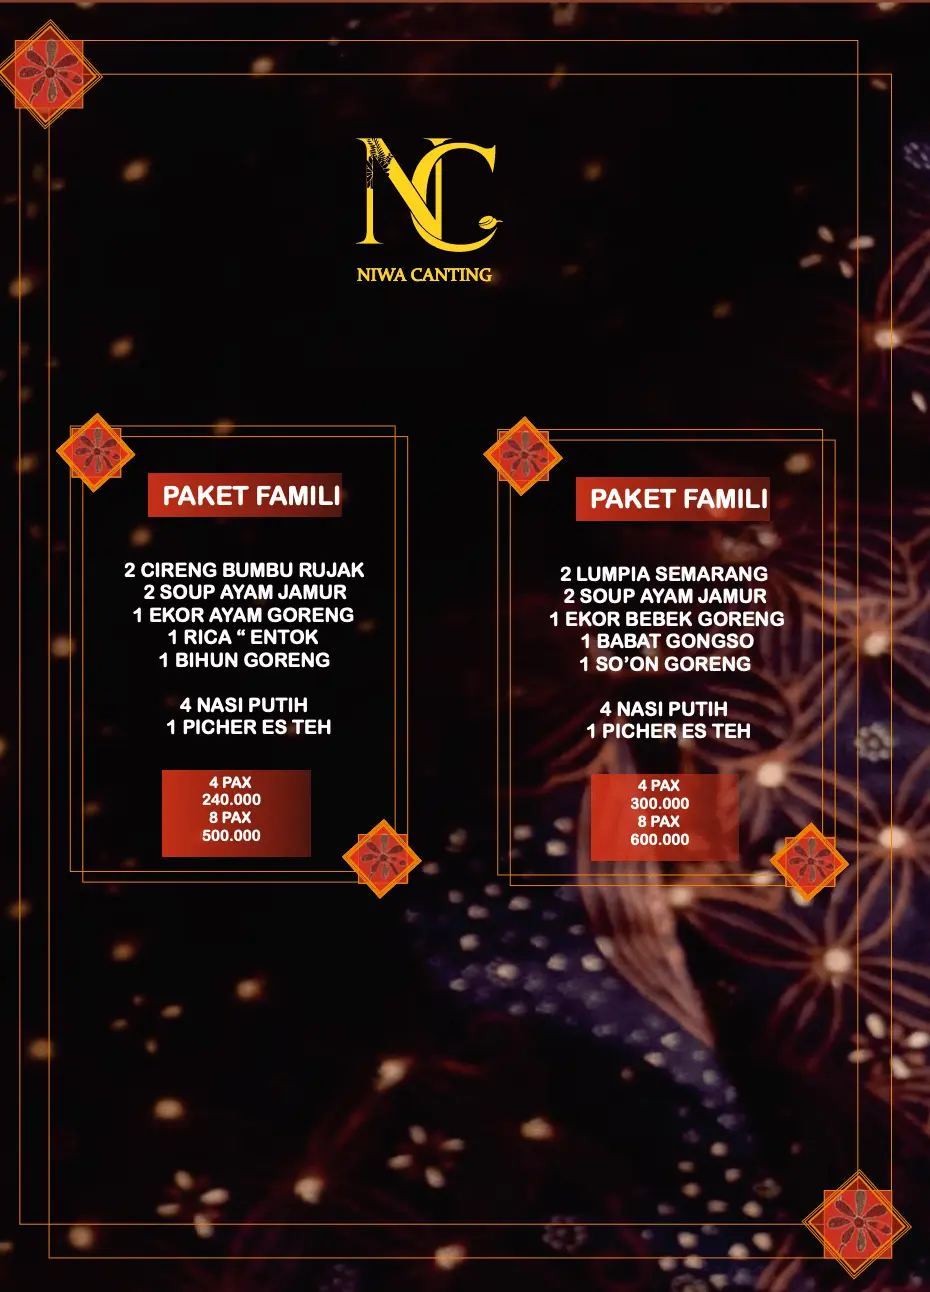 NC
NIWA CANTING
PAKET FAMILI
2 CIRENG BUMBU RUJAK
2 SOUP AYAM JAMUR
1 EKOR AYAM GORENG
1 RICA “ ENTOK
1 BIHUN GORENG
4 NASI PUTIH
1 PICHER ES TEH
4 PAX
240.000
8 PAX
500.000
PAKET FAMILI
2 LUMPIA SEMARANG
2 SOUP AYAM JAMUR
1 EKOR BEBEK GORENG
1 BABAT GONGSO
1 SO’ON GORENG
4 NASI PUTIH
1 PICHER ES TEH
4 PAX
300.000
8 PAX
600.000